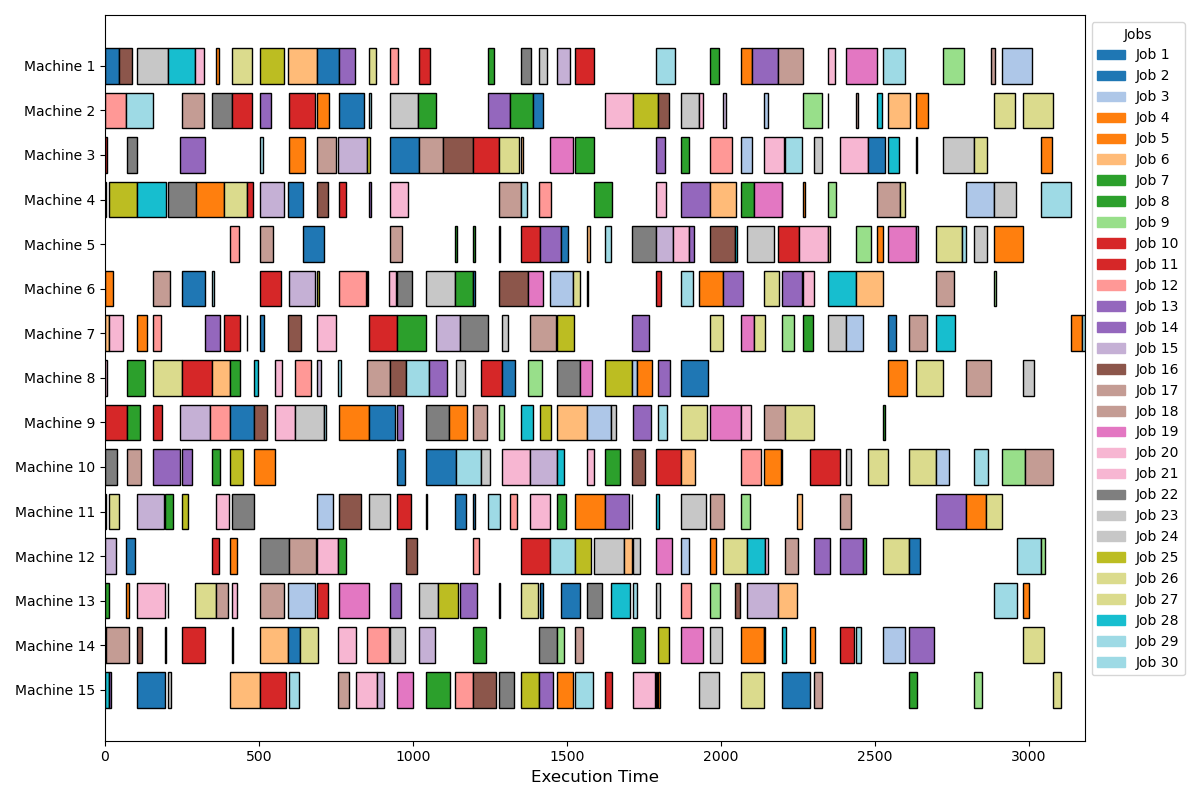 Machine 1
Machine 2
Machine 3
Machine 4
Machine 5
Machine 6
Machine 7
Machine 8
Machine 9
Machine 10
Machine 11
Machine 12
Machine 13
Machine 14
Machine 15
0 500 1000 1500 2000 2500 3000
Execution Time
Jobs
Job 1
Job 2
Job 3
Job 4
Job 5
Job 6
Job 7
Job 8
Job 9
Job 10
Job 11
Job 12
Job 13
Job 14
Job 15
Job 16
Job 17
Job 18
Job 19
Job 20
Job 21
Job 22
Job 23
Job 24
Job 25
Job 26
Job 27
Job 28
Job 29
Job 30